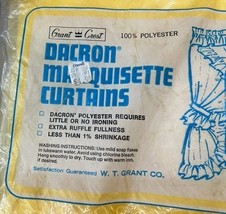 Grant Crest
100% POLYESTER
DACRON®
MARQUISETTE
CURTAINS
□ DACRON® POLYESTER REQUIRES
LITTLE OR NO IRONING
□ EXTRA RUFFLE FULLNESS
□ LESS THAN 1% SHRINKAGE
WASHING INSTRUCTIONS: Use mild soap flakes
in lukewarm water. Avoid using chlorine bleach.
Hang smoothly to dry. Touch up with warm iron
if desired.
Satisfaction Guaranteed W. T. GRANT CO.